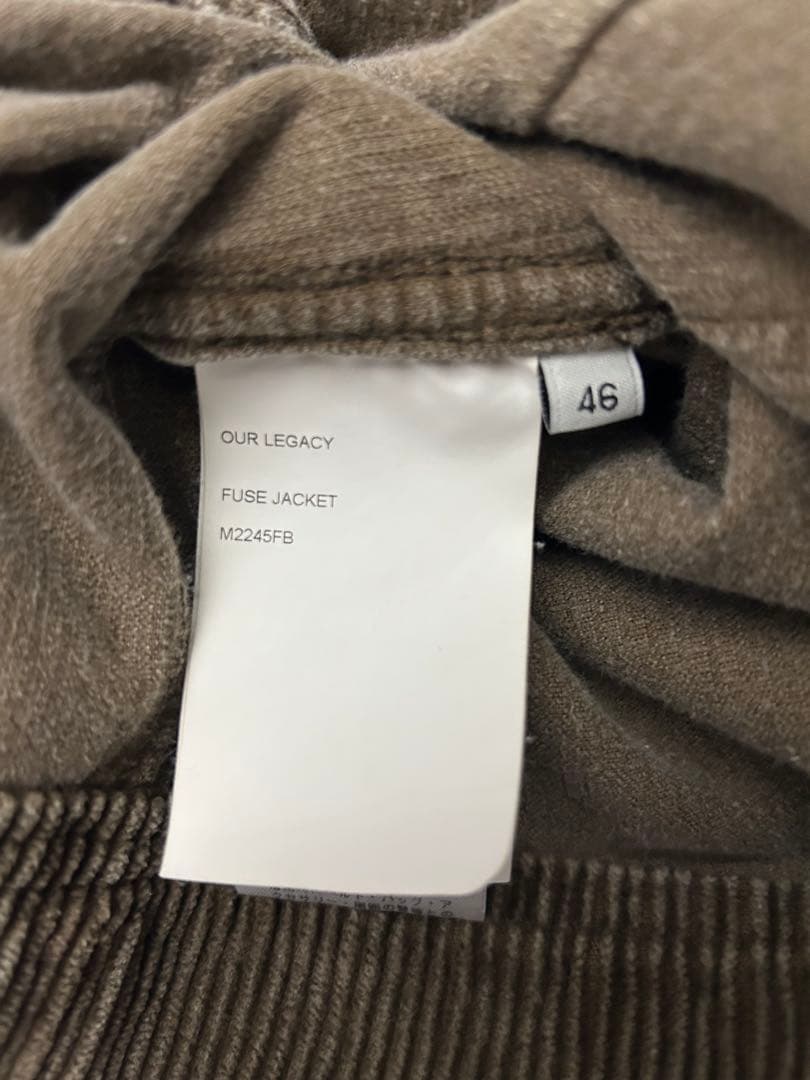 OUR LEGACY
46
FUSE JACKET
M2245FB